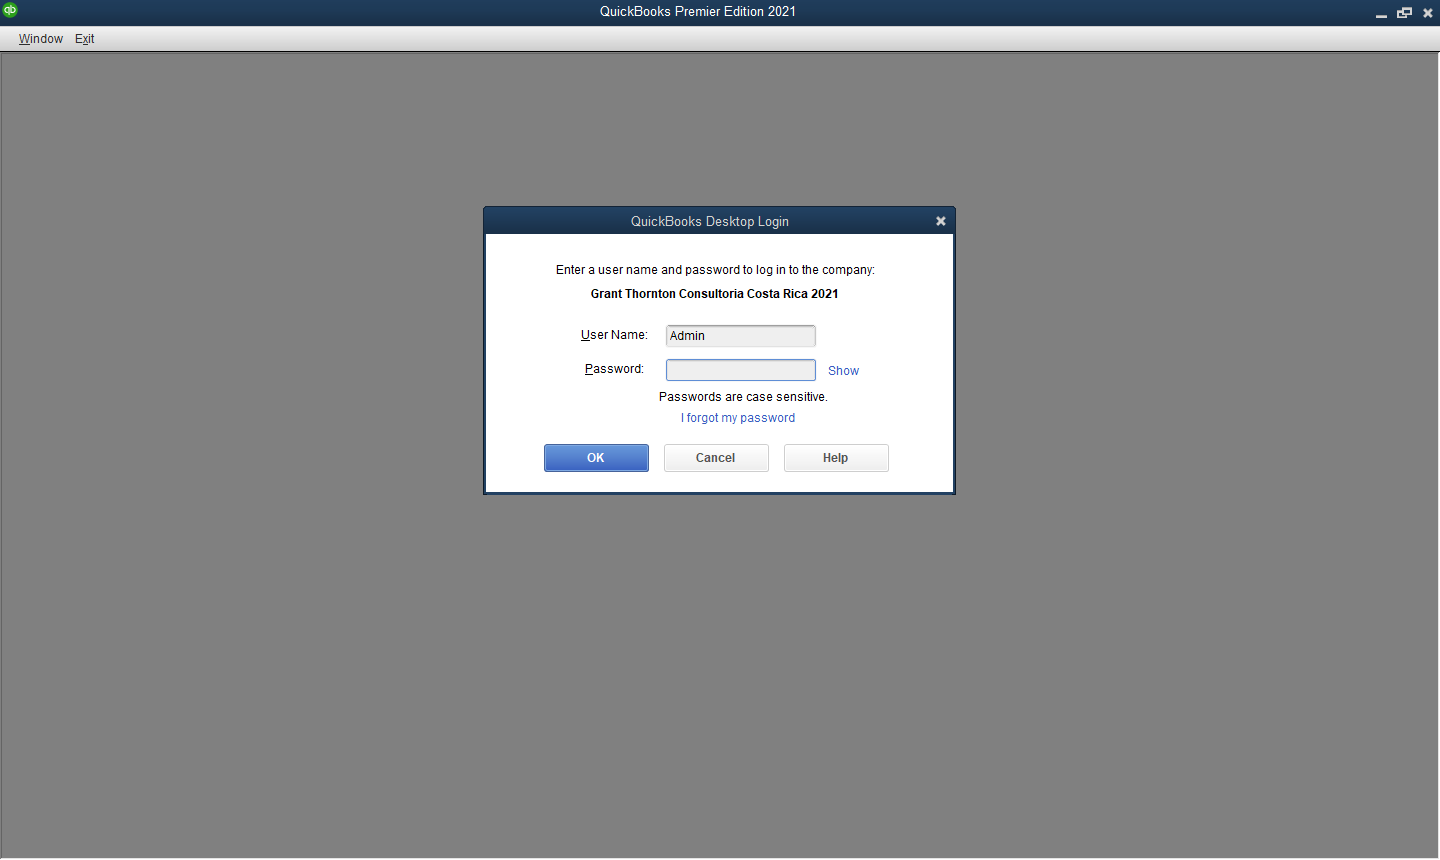 qb
QuickBooks Premier Edition 2021
Window Exit
QuickBooks Desktop Login
Enter a user name and password to log in to the company:
Grant Thornton Consultoria Costa Rica 2021
User Name: Admin
Password: Show
Passwords are case sensitive.
I forgot my password
OK Cancel Help